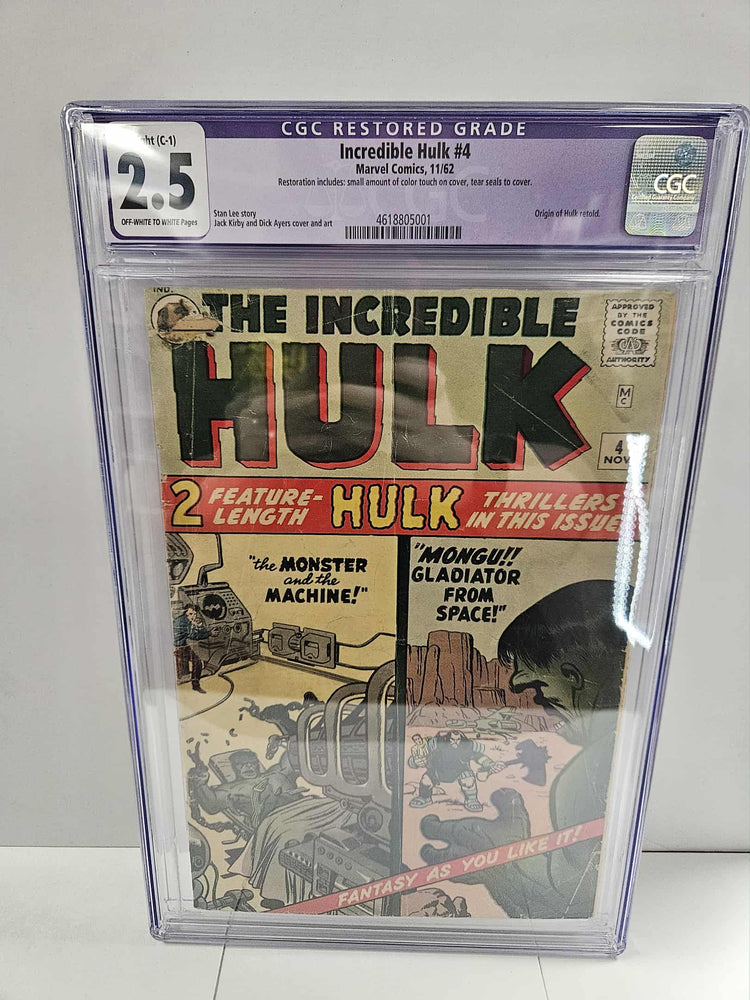 CGC RESTORED GRADE
(C-1)
2.5
OFF-WHITE TO WHITE Pages
Incredible Hulk #4
Marvel Comics, 11/62
Restoration includes: small amount of color touch on cover, tear seals to cover.
Stan Lee story
Jack Kirby and Dick Ayers cover and art
4618805001
Origin of Hulk retold.
CGC
IND.
THE INCREDIBLE
HULK
APPROVED
BY THE
COMICS
CODE
AUTHORITY
M
C
4
NOV
2 FEATURE-
LENGTH
HULK
THRILLERS
IN THIS ISSUE
"the MONSTER
and the
MACHINE!"
"MONGU!!
GLADIATOR
FROM
SPACE!"
FANTASY AS YOU LIKE IT!